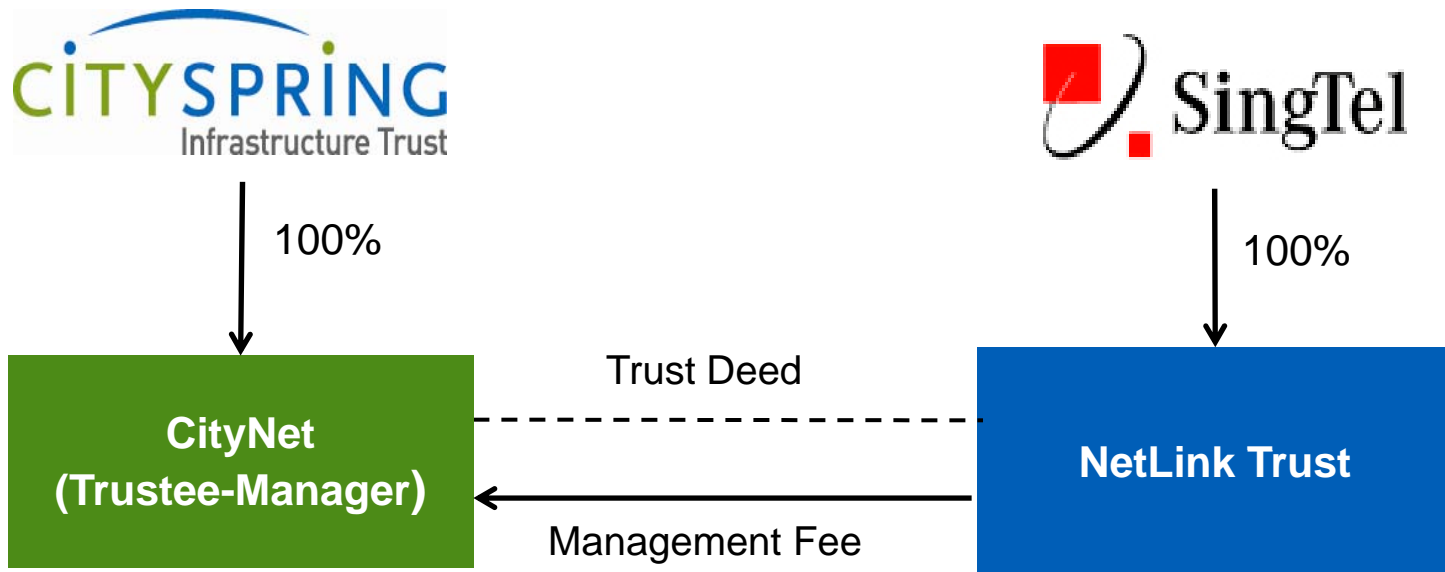 CiTYSPRiNG
Infrastructure Trust
SingTel
100%
100%
CityNet
(Trustee-Manager)
Trust Deed
Management Fee
NetLink Trust